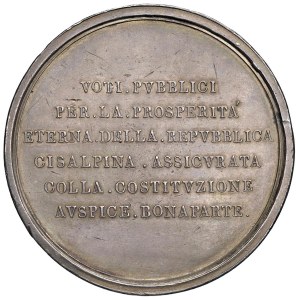 VOTI.PVBBLICI
PER.LA.PROSPERITÀ
ETERNA.DELLA.REPVBBLICA
CISALPINA.ASSICVRATA
COLLA.COSTITVZIONE
AVSPICE.BONAPARTE.